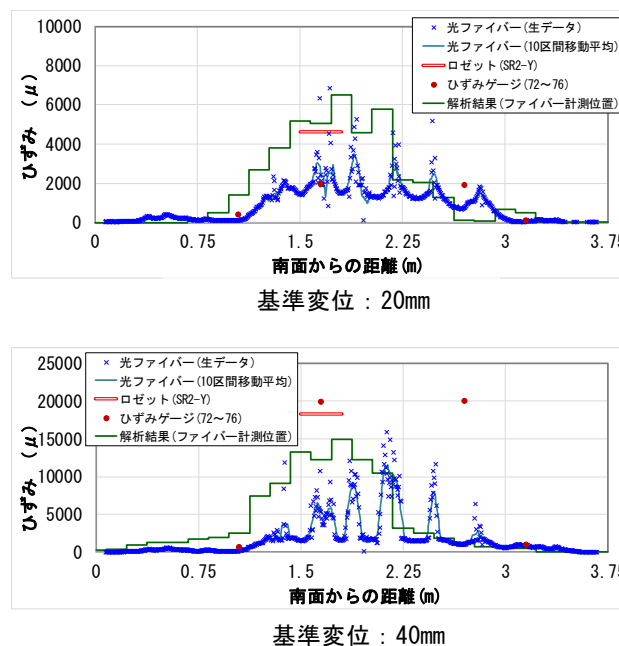 10000
8000
6000
4000
2000
0
ひずみ （μ）
光ファイバー(生データ)
光ファイバー(10区間移動平均)
ロゼット(SR2-Y)
ひずみゲージ(72～76)
解析結果(ファイバー計測位置)
0 0.75 1.5 2.25 3 3.75
南面からの距離(m)
基準変位：20mm
25000
20000
15000
10000
5000
0
ひずみ （μ）
光ファイバー(生データ)
光ファイバー(10区間移動平均)
ロゼット(SR2-Y)
ひずみゲージ(72～76)
解析結果(ファイバー計測位置)
0 0.75 1.5 2.25 3 3.75
南面からの距離(m)
基準変位：40mm